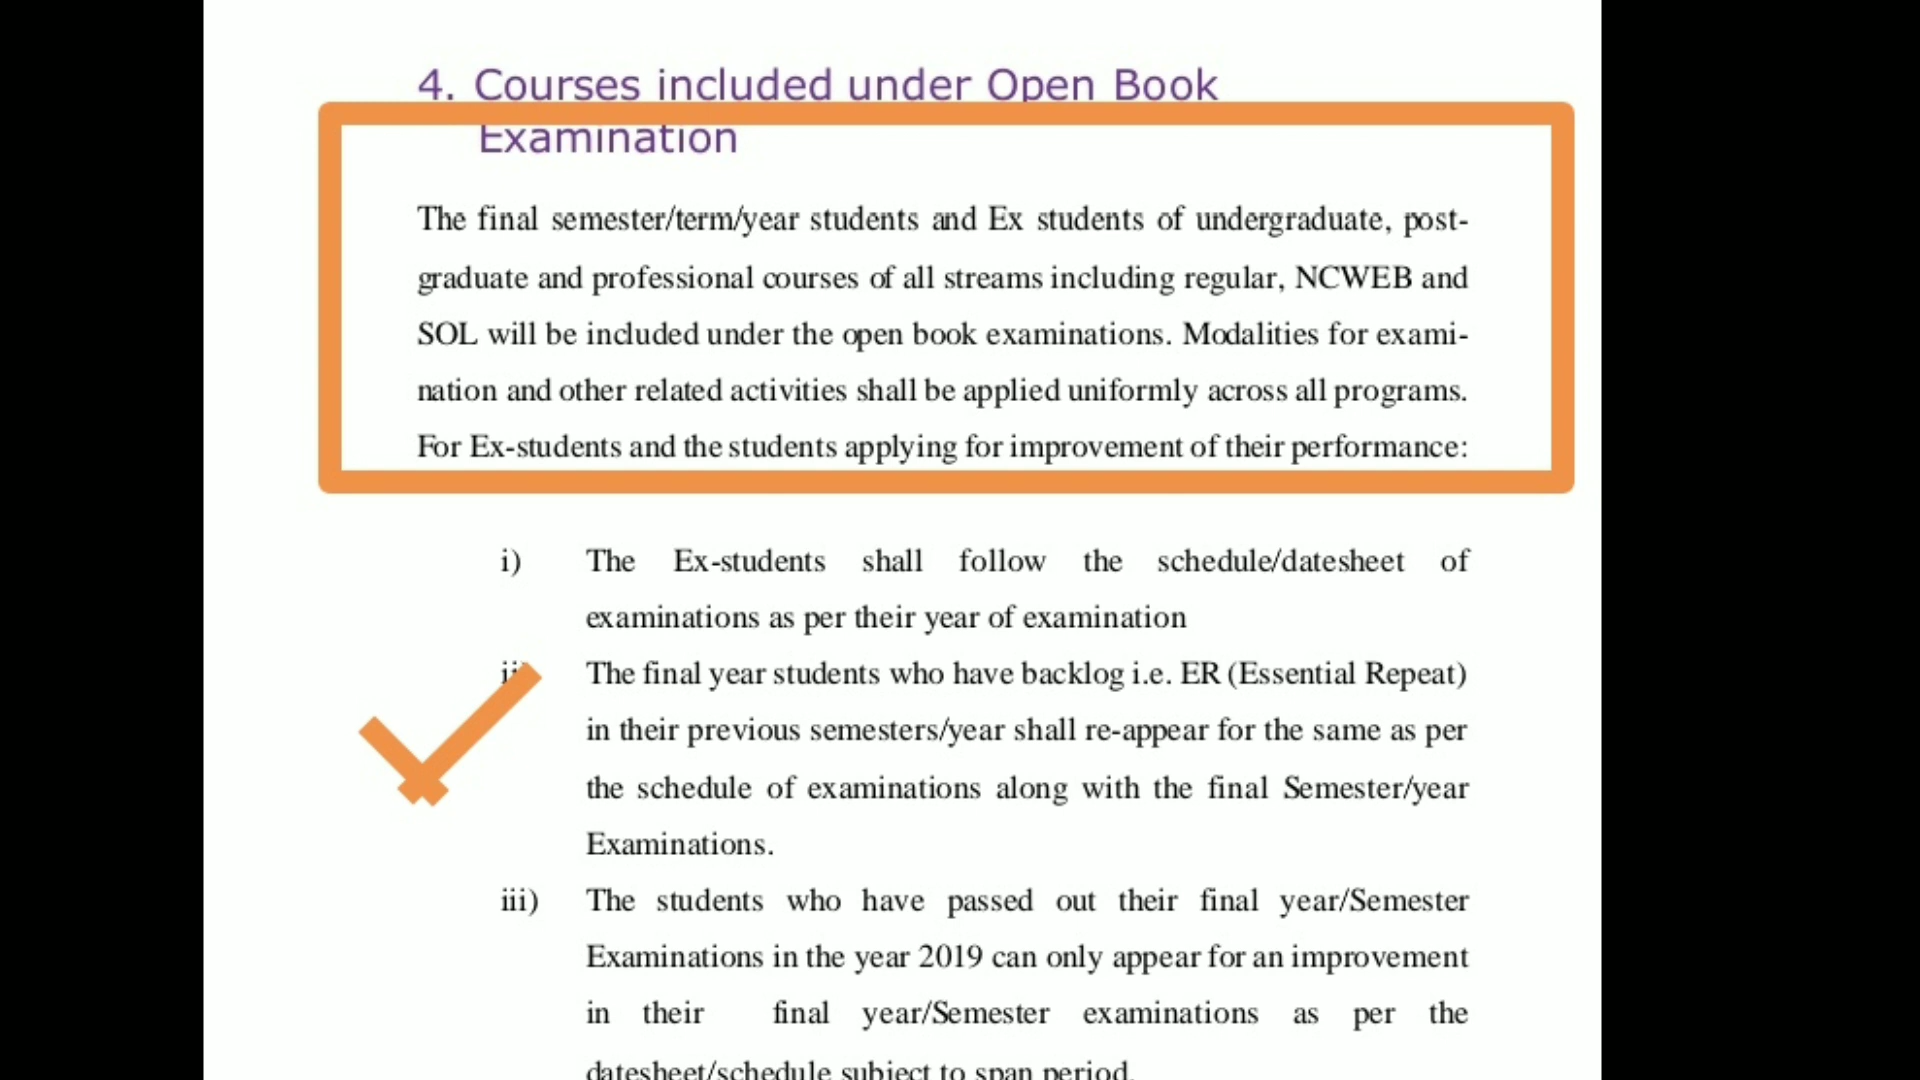 4. Courses included under Open Book
Examination
The final semester/term/year students and Ex students of undergraduate, post-
graduate and professional courses of all streams including regular, NCWEB and
SOL will be included under the open book examinations. Modalities for exami-
nation and other related activities shall be applied uniformly across all programs.
For Ex-students and the students applying for improvement of their performance:
i) The Ex-students shall follow the schedule/datesheet of
examinations as per their year of examination
ii) The final year students who have backlog i.e. ER (Essential Repeat)
in their previous semesters/year shall re-appear for the same as per
the schedule of examinations along with the final Semester/year
Examinations.
iii) The students who have passed out their final year/Semester
Examinations in the year 2019 can only appear for an improvement
in their final year/Semester examinations as per the
datesheet/schedule subject to span period.